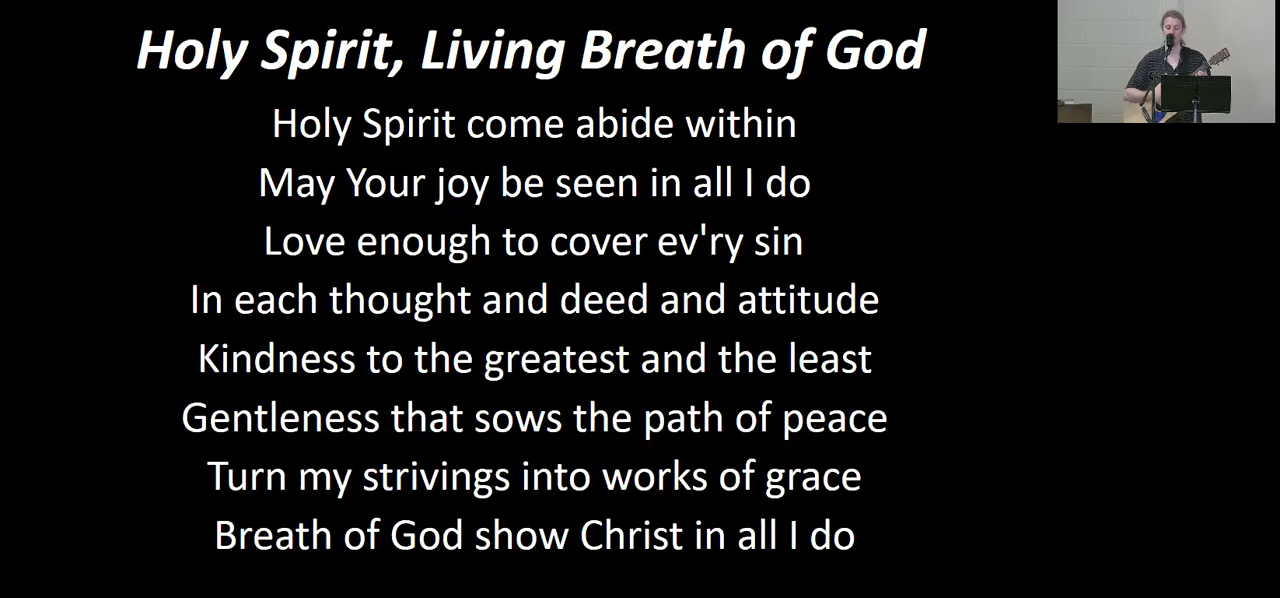 Holy Spirit, Living Breath of God
Holy Spirit come abide within
May Your joy be seen in all I do
Love enough to cover ev'ry sin
In each thought and deed and attitude
Kindness to the greatest and the least
Gentleness that sows the path of peace
Turn my strivings into works of grace
Breath of God show Christ in all I do